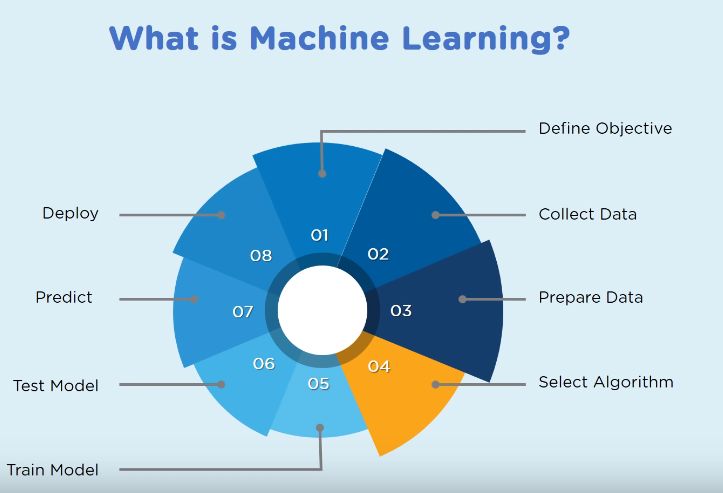 What is Machine Learning?
01
Define Objective
02
Collect Data
03
Prepare Data
04
Select Algorithm
05
Train Model
06
Test Model
07
Predict
08
Deploy